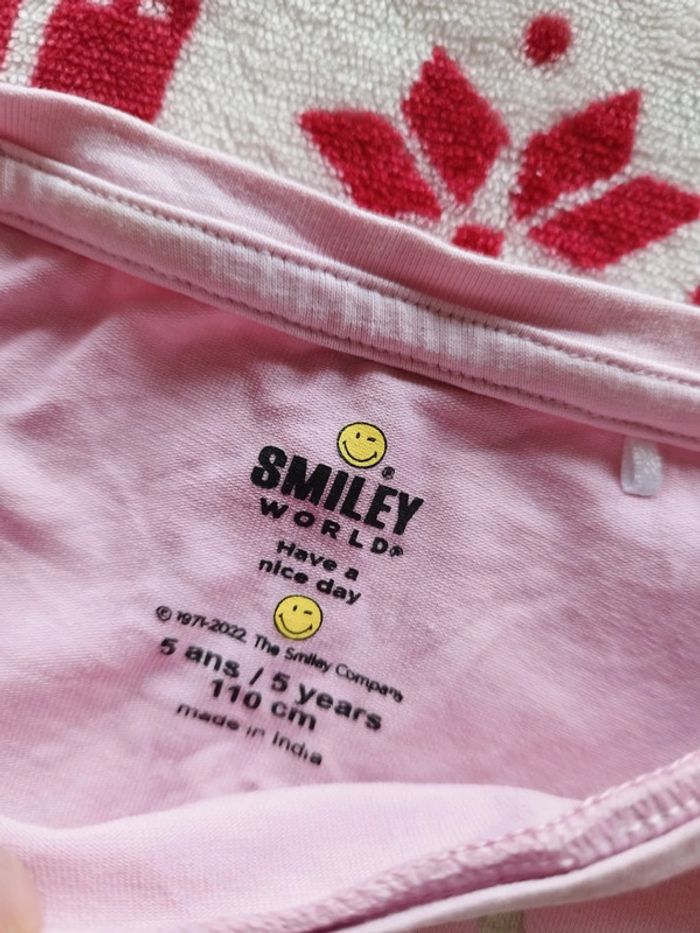 SMILEY®
WORLD®
Have a
nice day
© 1971-2022. The Smiley Company
5 ans / 5 years
110 cm
made in India